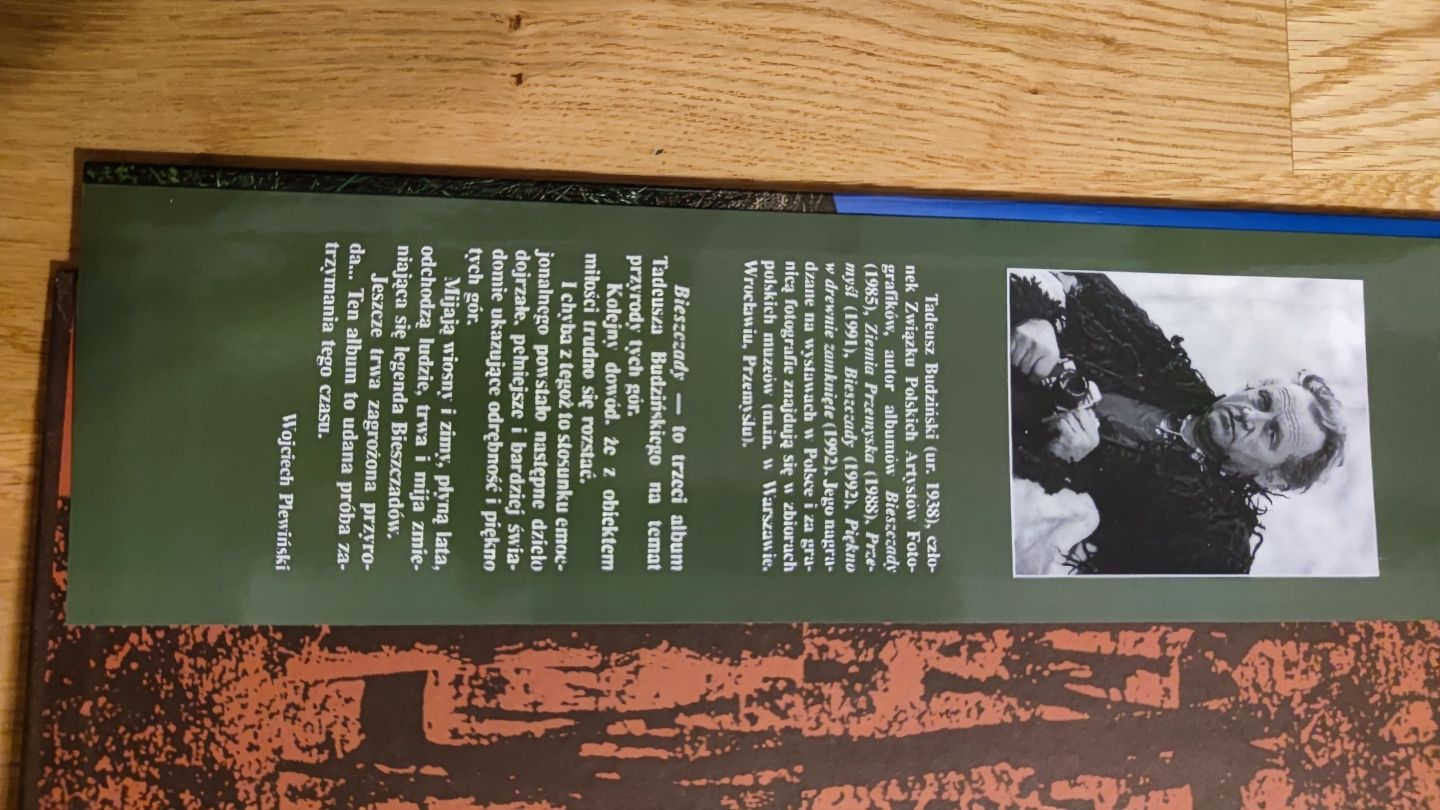 Tadeusz Budziński (ur. 1938), czło-
nek Związku Polskich Artystów Foto-
grafików, autor albumów Bieszczady
(1985), Ziemia Przemyska (1988), Prze-
myśl (1991), Bieszczady (1992), Piękno
w drewnie zamknięte (1992). Jego nagra-
dzane na wystawach w Polsce i za gra-
nicą fotografie znajdują się w zbiorach
polskich muzeów (min. w Warszawie,
Wrocławiu, Przemyślu).
Bieszczady — to trzeci album
Tadeusza Budzińskiego na temat
przyrody tych gór.
Kolejny dowód, że z obiektem
miłości trudno się rozstać.
I chyba z tegoż to stosunku emoc-
jonalnego powstało następne dzieło
dojrzałe, pełniejsze i bardziej świa-
domie ukazujące odrębność i piękno
tych gór.
Mijają wiosny i zimy, płyną lata,
odchodzą ludzie, trwa i mija zmie-
niająca się legenda Bieszczadów.
Jeszcze trwa zagrożona przyro-
da... Ten album to udana próba za-
trzymania tego czasu.
Wojciech Plewiński